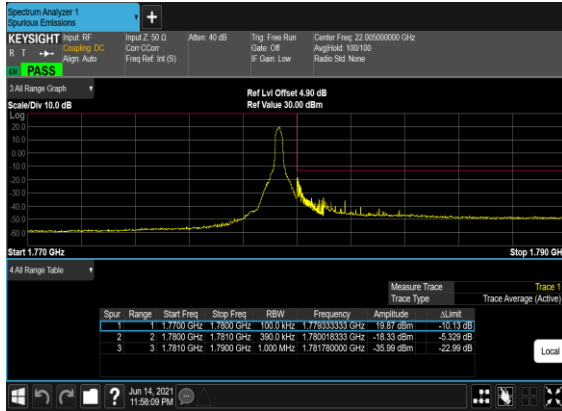 Spectrum Analyzer 1
Spurious Emissions
+
KEYSIGHT Input: RF Input Z: 50 Ω Atten: 40 dB Trig: Free Run Center Freq: 22.005000000 GHz
R T Coupling: DC Corr CCorr Gate: Off Avg|Hold: 100/100
Align: Auto Freq Ref: Int (S) IF Gain: Low Radio Std: None
PASS
3 All Range Graph Ref Lvl Offset 4.90 dB
Scale/Div 10.0 dB Ref Value 30.00 dBm
Log
20.0
10.0
0.00
-10.0
-20.0
-30.0
-40.0
-50.0
-60.0
Start 1.770 GHz Stop 1.790 GH
4 All Range Table
Measure Trace Trace 1
Trace Type Trace Average (Active)
Spur Range Start Freq Stop Freq RBW Frequency Amplitude ΔLimit
1 1 1.7700 GHz 1.7800 GHz 100.0 kHz 1.779333333 GHz 19.87 dBm -10.13 dB
2 2 1.7800 GHz 1.7810 GHz 390.0 kHz 1.780018333 GHz -18.33 dBm -5.329 dB
3 3 1.7810 GHz 1.7900 GHz 1.000 MHz 1.781780000 GHz -35.99 dBm -22.99 dB
Local
? Jun 14, 2021
11:58:09 PM